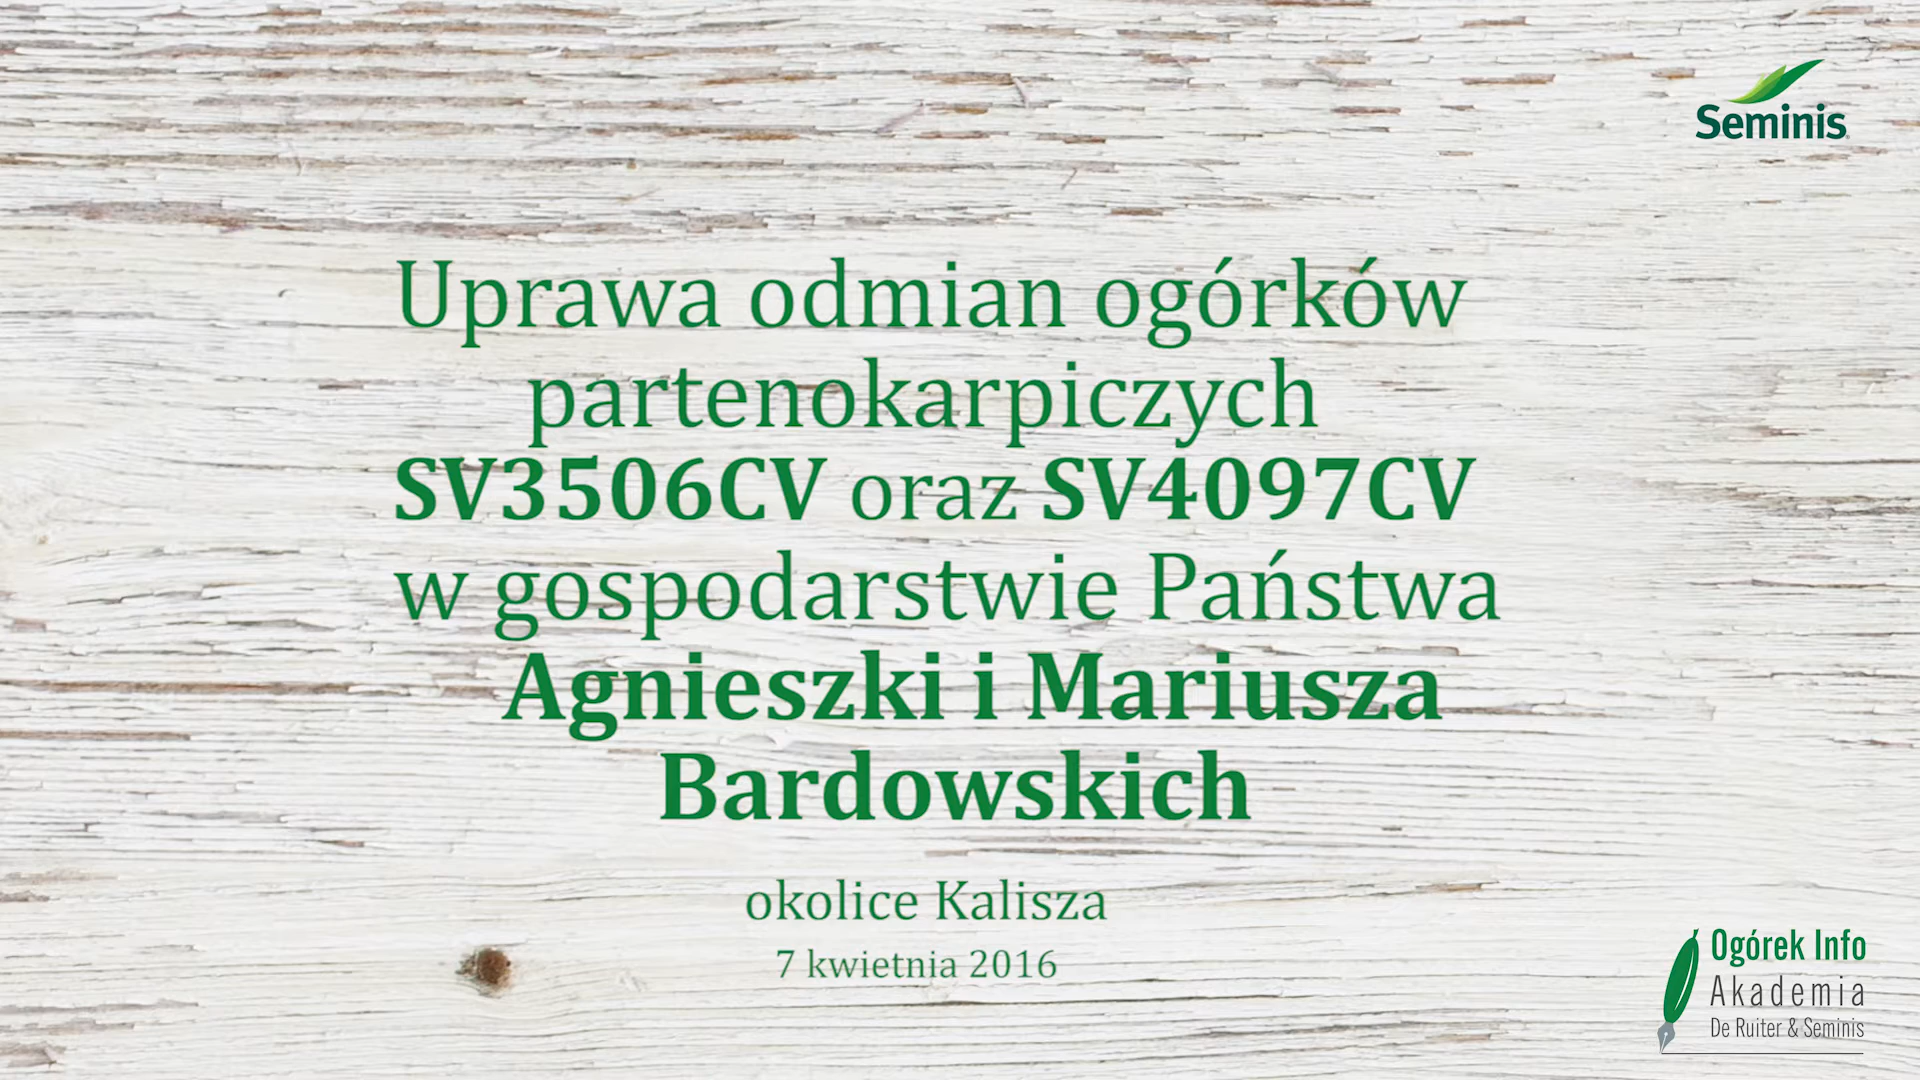 Seminis
Uprawa odmian ogórków
partenokarpiczych
SV3506CV oraz SV4097CV
w gospodarstwie Państwa
Agnieszki i Mariusza
Bardowskich
okolice Kalisza
7 kwietnia 2016
Ogórek Info
Akademia
De Ruiter & Seminis